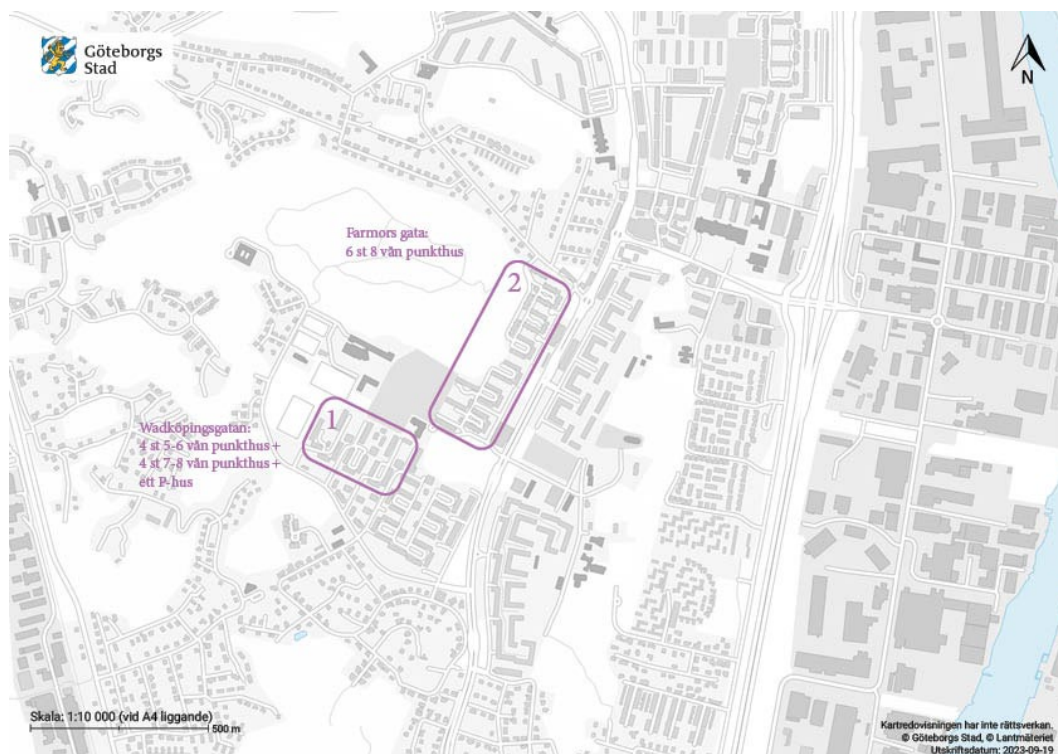 Göteborgs
Stad
N
Farmors gata:
6 st 8 vån punkthus
2
1
Wadköpingsgatan:
4 st 5-6 vån punkthus +
4 st 7-8 vån punkthus +
ett P-hus
Skala: 1:10 000 (vid A4 liggande)
500 m
Kartredovisningen har inte rättsverkan.
© Göteborgs Stad, © Lantmäteriet
Utskriftsdatum: 2023-09-13